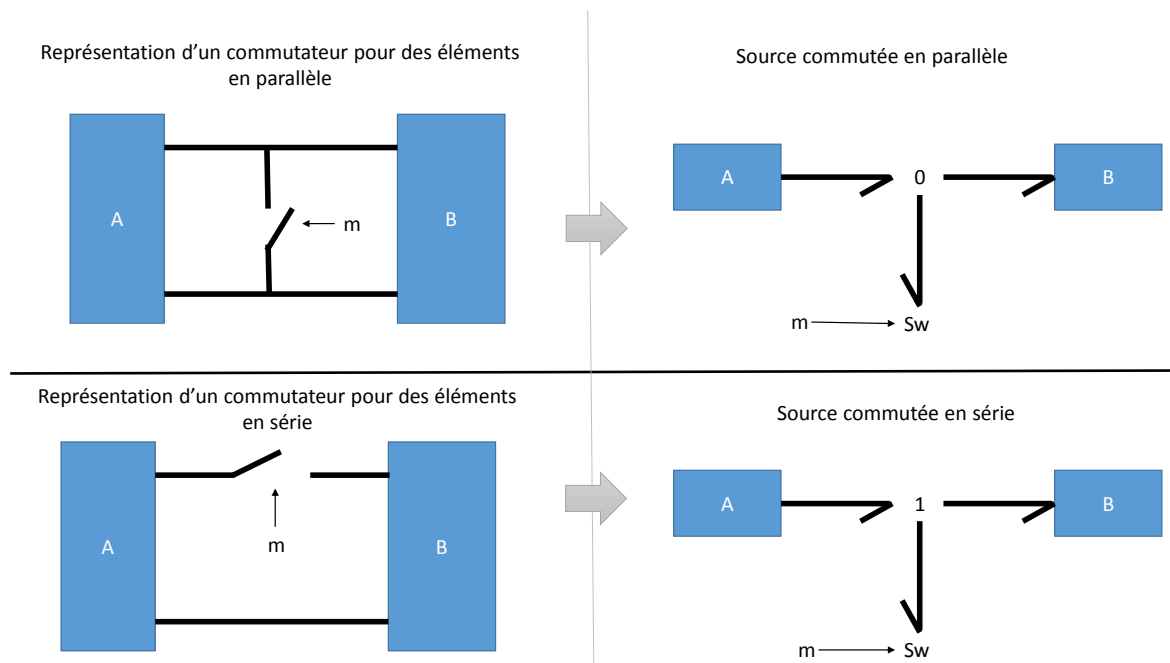 Représentation d’un commutateur pour des éléments
en parallèle
A
m
B
Source commutée en parallèle
A
0
B
m
Sw
Représentation d’un commutateur pour des éléments
en série
A
m
B
Source commutée en série
A
1
B
m
Sw